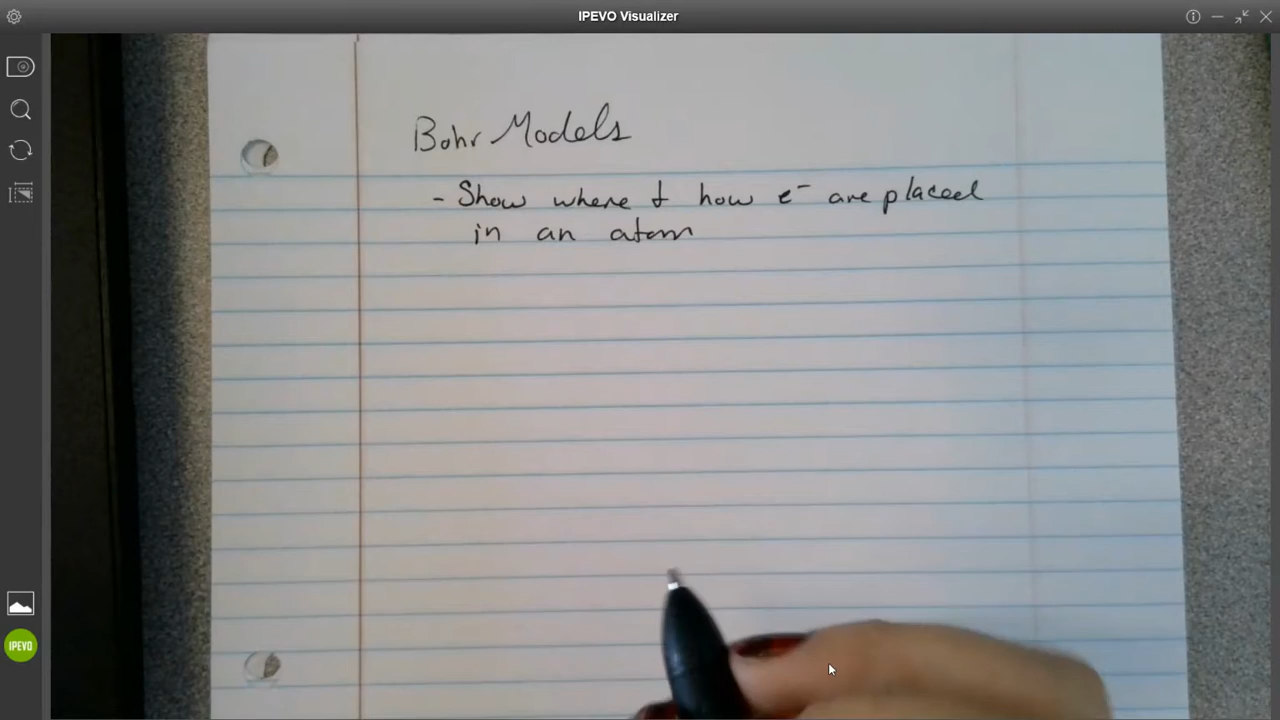 IPEVO Visualizer
Bohr Models
- Show where & how e⁻ are placed
in an atom
IPEVO